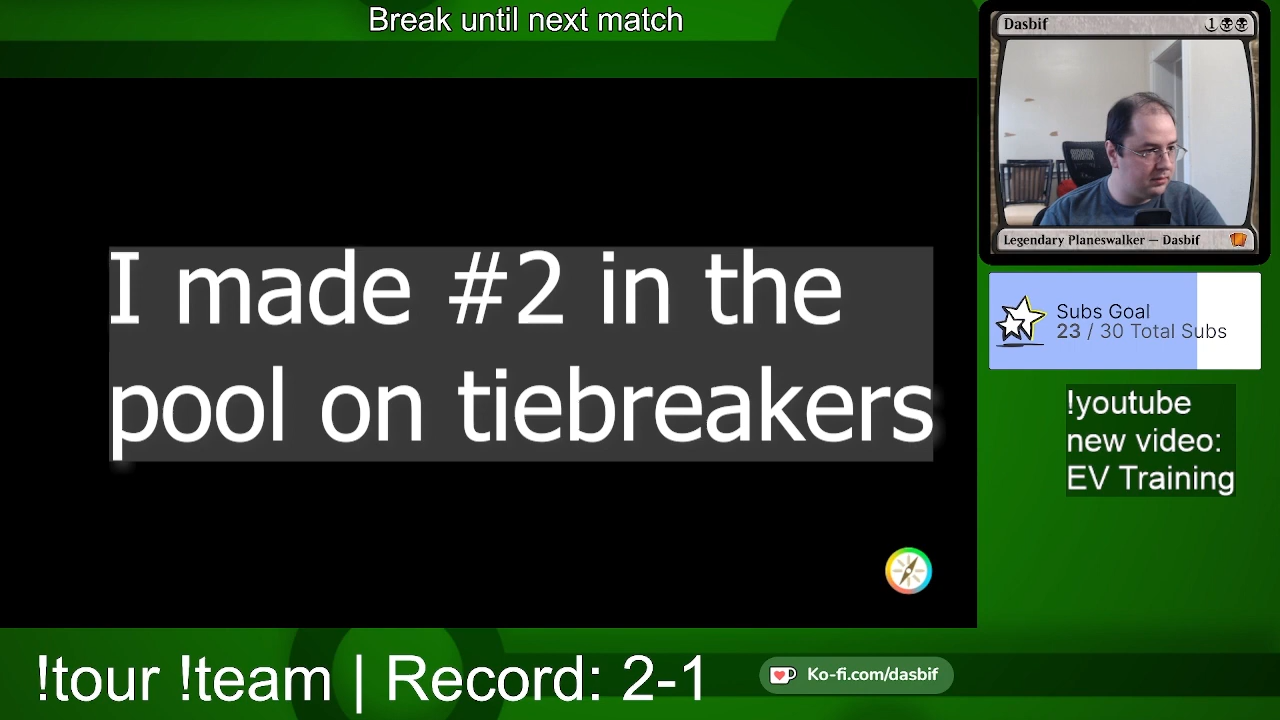 Break until next match
Dasbif
1
I made #2 in the
pool on tiebreakers
Legendary Planeswalker — Dasbif
Subs Goal
23 / 30 Total Subs
!youtube
new video:
EV Training
!tour !team | Record: 2-1
Ko-fi.com/dasbif